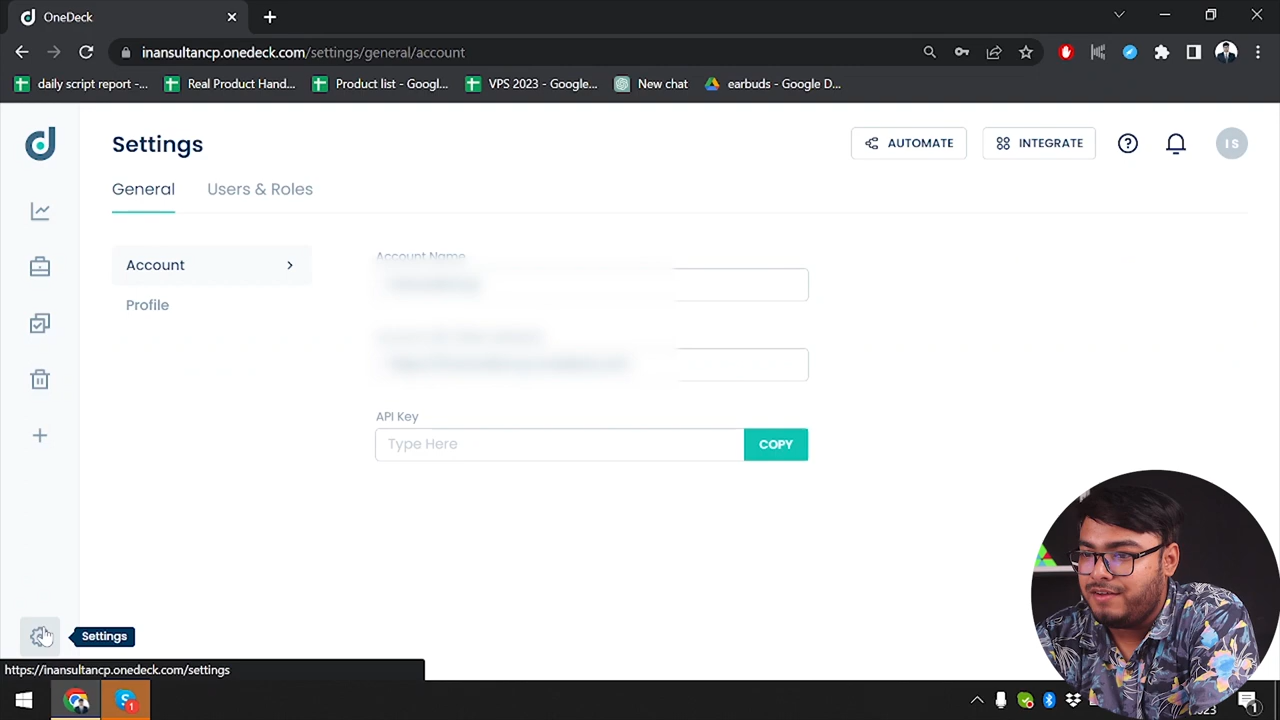 OneDeck
inansultancp.onedeck.com/settings/general/account
daily script report -...
Real Product Hand...
Product list - Googl...
VPS 2023 - Google...
New chat
earbuds - Google D...
Settings
AUTOMATE
INTEGRATE
I S
General
Users & Roles
Account
Profile
Account Name
API Key
Type Here
COPY
Settings
https://inansultancp.onedeck.com/settings
1
1